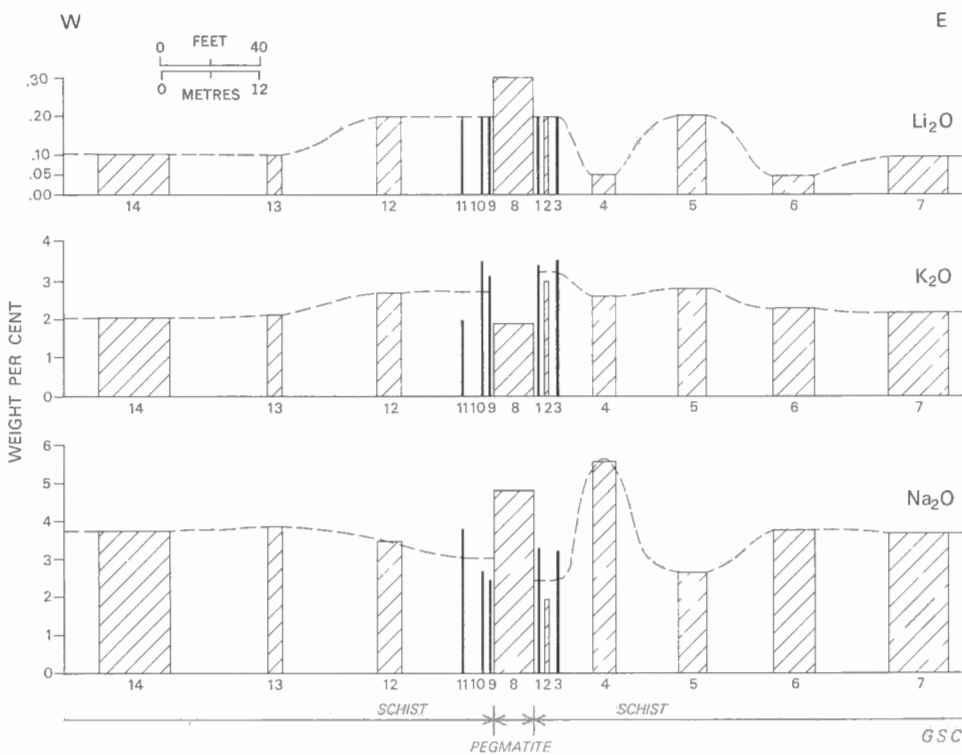 W E
0 FEET 40
0 METRES 12
WEIGHT PER CENT
.30
.20
.10
.05
.00
Li₂O
14 13 12 11 10 9 8 1 2 3 4 5 6 7
4
3
2
1
0
K₂O
14 13 12 11 10 9 8 1 2 3 4 5 6 7
6
5
4
3
2
1
0
Na₂O
14 13 12 11 10 9 8 1 2 3 4 5 6 7
SCHIST SCHIST
PEGMATITE
GSC